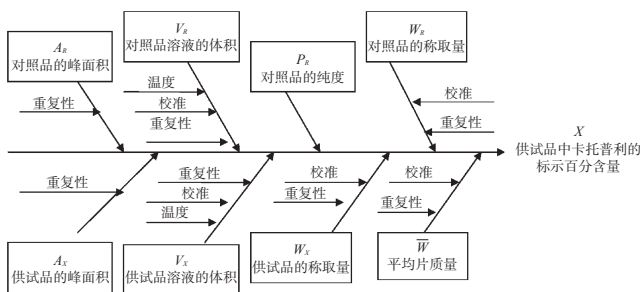 A_R
对照品的峰面积
V_R
对照品溶液的体积
P_R
对照品的纯度
W_R
对照品的称取量
重复性
温度
校准
重复性
校准
重复性
X
供试品中卡托普利的
标示百分含量
重复性
重复性
校准
温度
校准
重复性
校准
重复性
A_X
供试品的峰面积
V_X
供试品溶液的体积
W_X
供试品的称取量
W̅
平均片质量